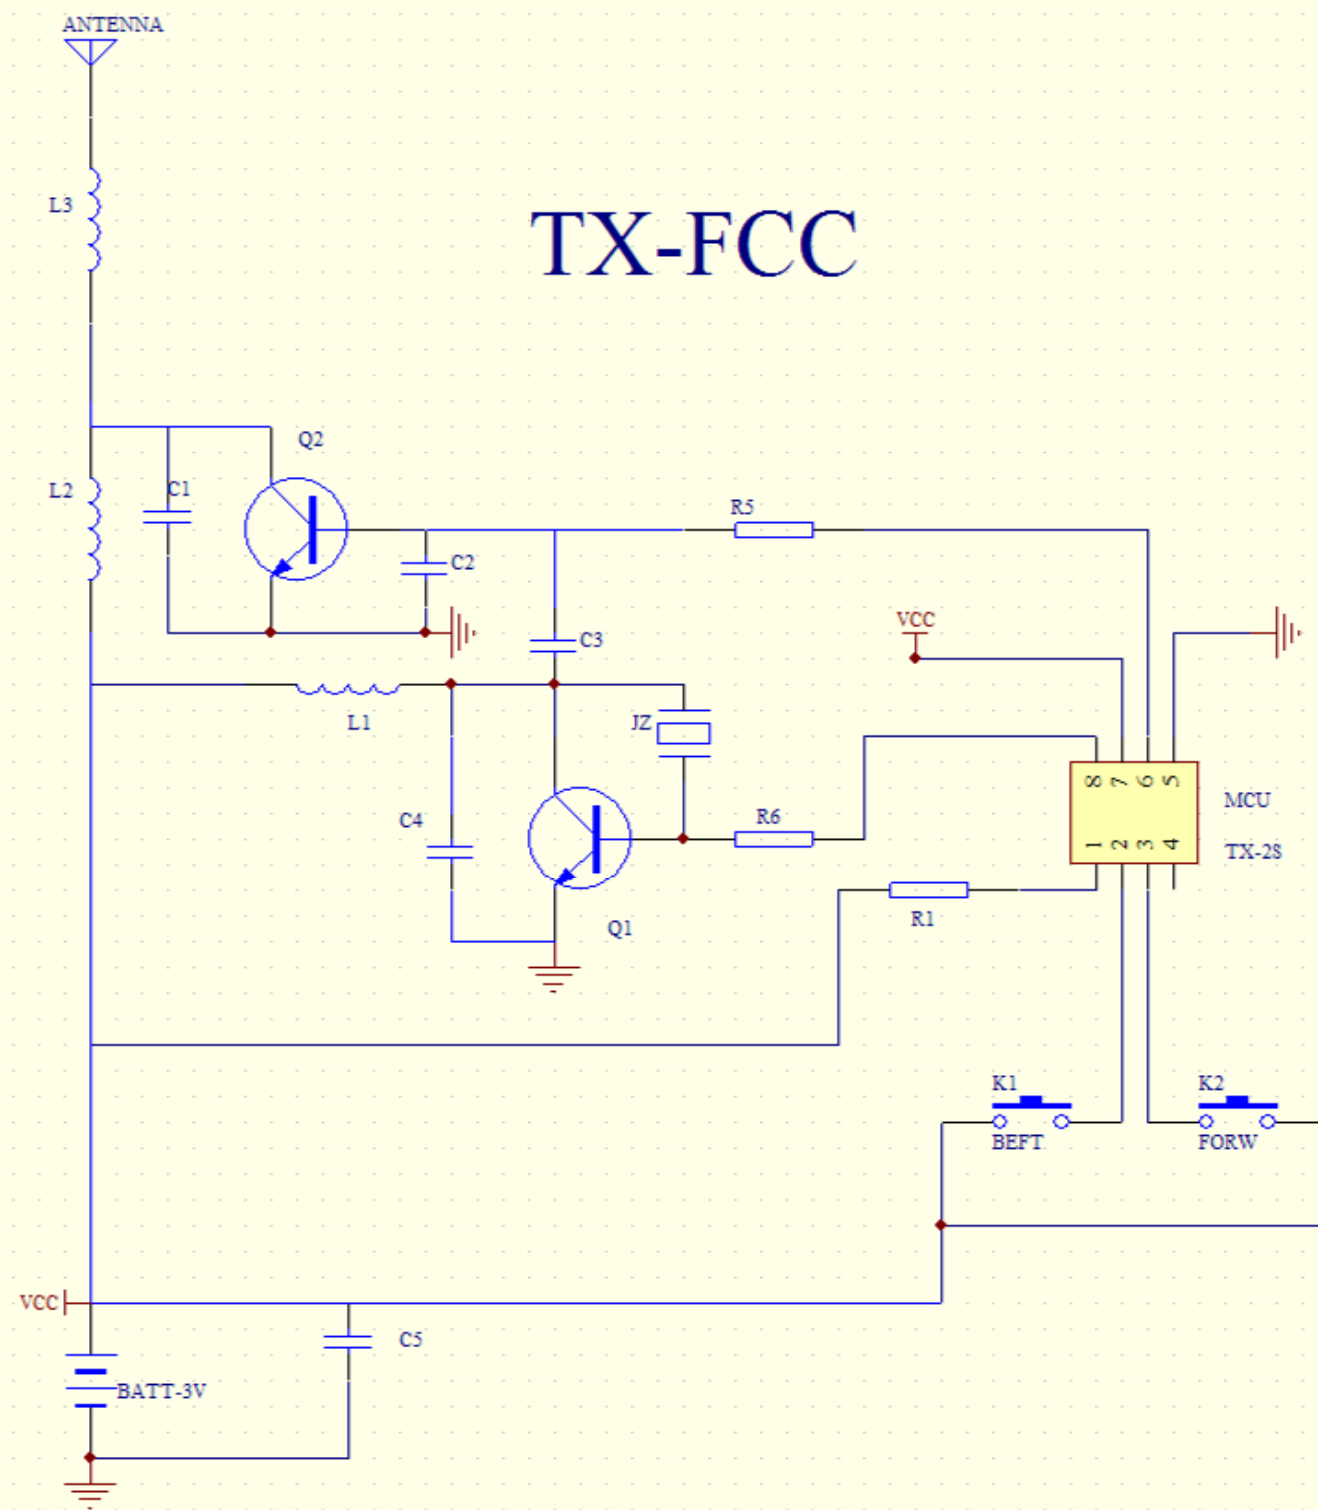 ANTENNA
L3
TX-FCC
Q2
L2
C1
R5
C2
VCC
C3
L1
JZ
8 7 6 5
MCU
C4
R6
1 2 3 4
TX-2S
R1
Q1
K1
K2
BEFT
FORW
VCC
C5
BATT-3V